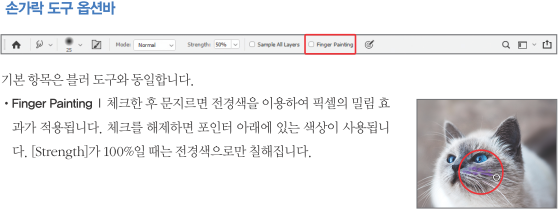 손가락 도구 옵션바
25 Mode: Normal Strength: 50% Sample All Layers Finger Painting
기본 항목은 블러 도구와 동일합니다.
• Finger Painting | 체크한 후 문지르면 전경색을 이용하여 픽셀의 밀림 효
과가 적용됩니다. 체크를 해제하면 포인터 아래에 있는 색상이 사용됩니
다. [Strength]가 100%일 때는 전경색으로만 칠해집니다.